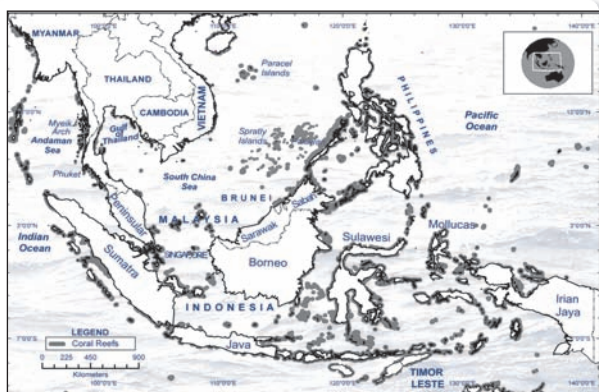 MYANMAR
Paracel
Islands
THAILAND
VIETNAM
CAMBODIA
PHILIPPINES
Pacific
Ocean
Myeik
Arch
Andaman
Sea
Gulf
of
Thailand
Spratly
Islands
Phuket
South China
Sea
BRUNEI
Sabah
Peninsular
MALAYSIA
Sarawak
Mollucas
Indian
Ocean
SINGAPORE
Sulawesi
Sumatra
Borneo
Irian
Jaya
INDONESIA
LEGEND
Coral Reefs
0 225 450 900
Kilometers
Java
TIMOR
LESTE